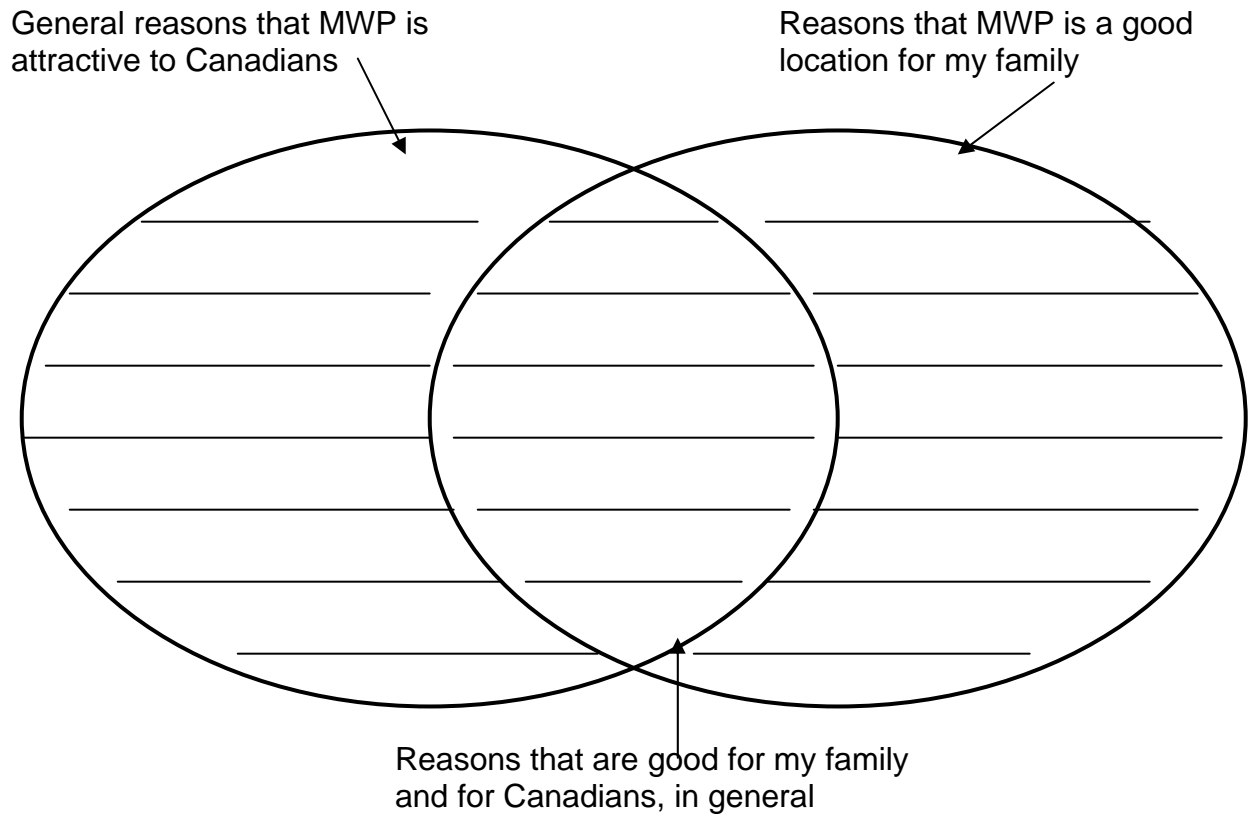 General reasons that MWP is
attractive to Canadians
Reasons that MWP is a good
location for my family
Reasons that are good for my family
and for Canadians, in general